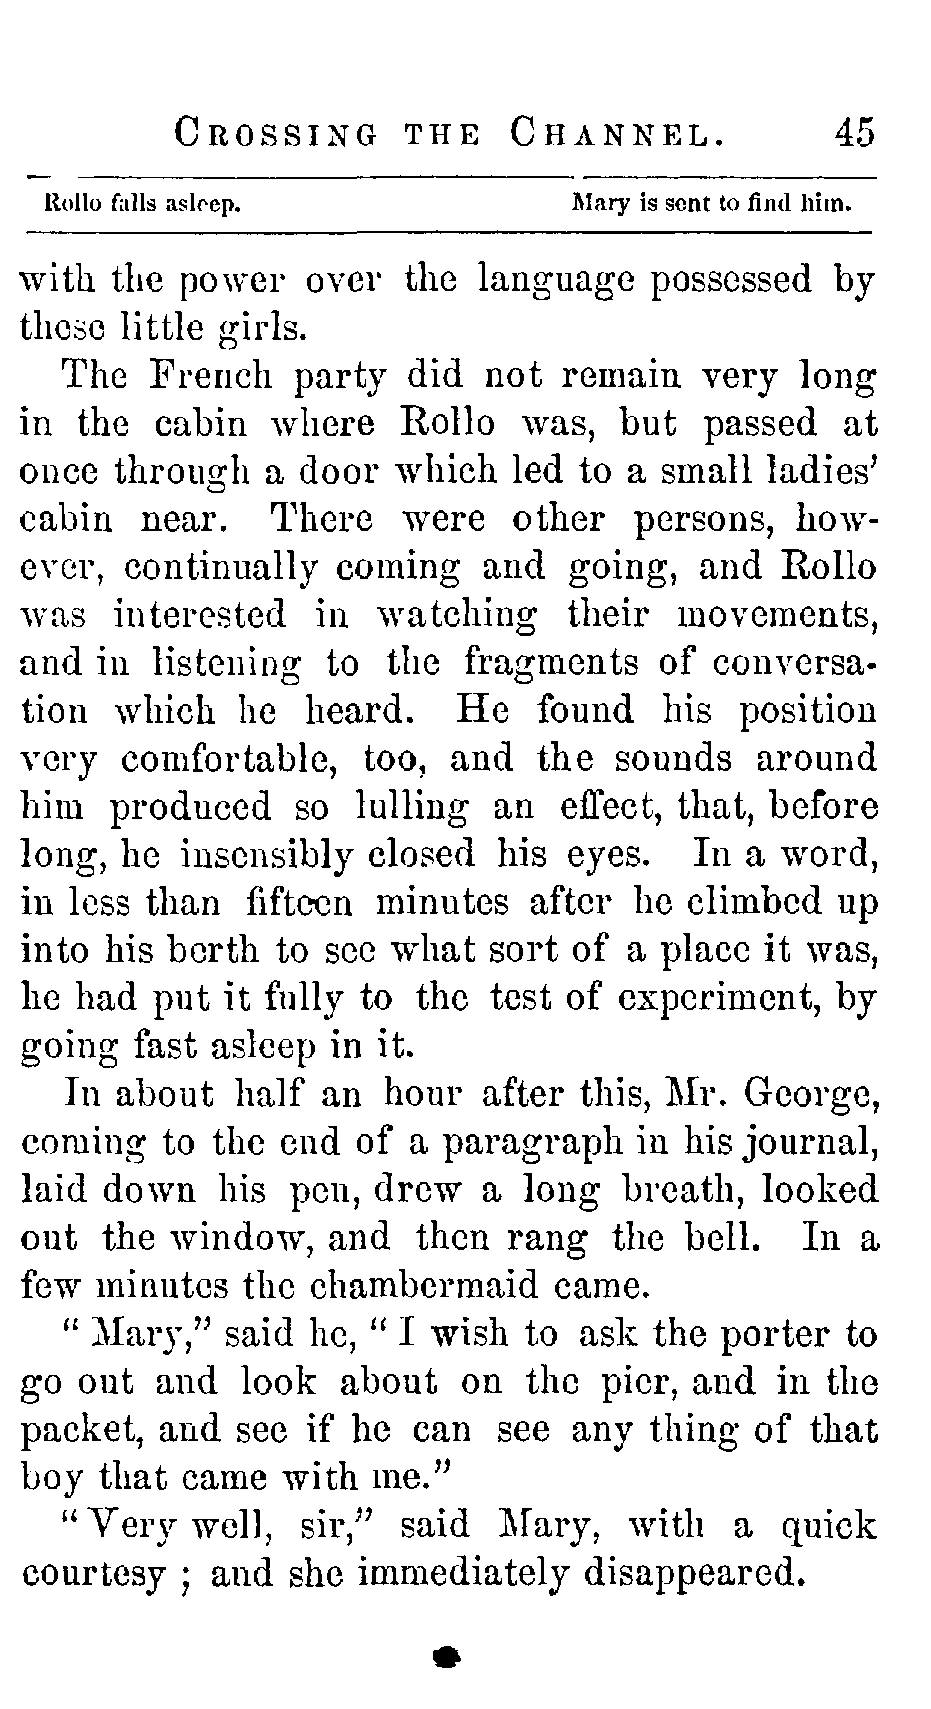 Crossing the Channel. 45
Rollo falls asleep. Mary is sent to find him.
with the power over the language possessed by
these little girls.
The French party did not remain very long
in the cabin where Rollo was, but passed at
once through a door which led to a small ladies'
cabin near. There were other persons, how-
ever, continually coming and going, and Rollo
was interested in watching their movements,
and in listening to the fragments of conversa-
tion which he heard. He found his position
very comfortable, too, and the sounds around
him produced so lulling an effect, that, before
long, he insensibly closed his eyes. In a word,
in less than fifteen minutes after he climbed up
into his berth to see what sort of a place it was,
he had put it fully to the test of experiment, by
going fast asleep in it.
In about half an hour after this, Mr. George,
coming to the end of a paragraph in his journal,
laid down his pen, drew a long breath, looked
out the window, and then rang the bell. In a
few minutes the chambermaid came.
"Mary," said he, "I wish to ask the porter to
go out and look about on the pier, and in the
packet, and see if he can see any thing of that
boy that came with me."
"Very well, sir," said Mary, with a quick
courtesy; and she immediately disappeared.